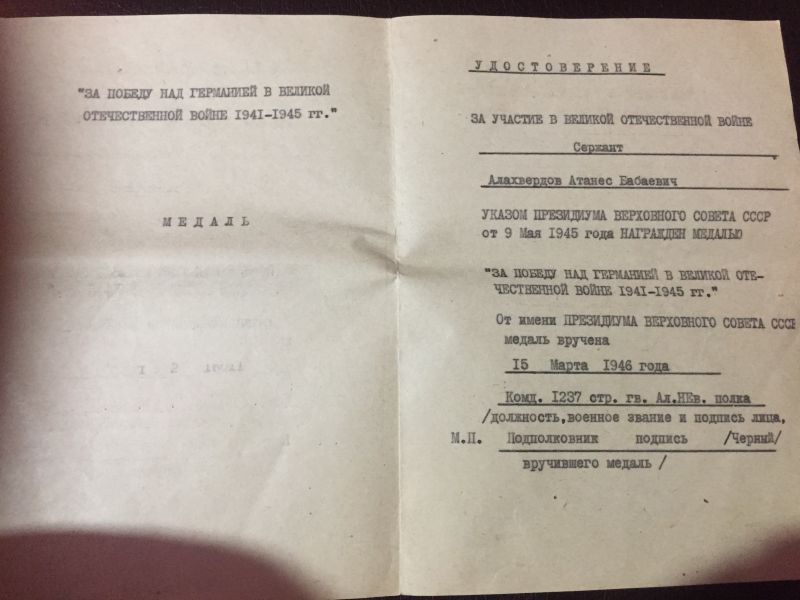 "ЗА ПОБЕДУ НАД ГЕРМАНИЕЙ В ВЕЛИКОЙ
ОТЕЧЕСТВЕННОЙ ВОЙНЕ 1941-1945 гг."
МЕДАЛЬ
УДОСТОВЕРЕНИЕ
ЗА УЧАСТИЕ В ВЕЛИКОЙ ОТЕЧЕСТВЕННОЙ ВОЙНЕ
Сержант
Алахвердов Атанес Бабаевич
УКАЗОМ ПРЕЗИДИУМА ВЕРХОВНОГО СОВЕТА СССР
от 9 Мая 1945 года НАГРАЖДЕН МЕДАЛЬЮ
"ЗА ПОБЕДУ НАД ГЕРМАНИЕЙ В ВЕЛИКОЙ ОТЕ-
ЧЕСТВЕННОЙ ВОЙНЕ 1941-1945 гг."
От имени ПРЕЗИДИУМА ВЕРХОВНОГО СОВЕТА СССР
медаль вручена
15 Марта 1946 года
Комд. 1237 стр. гв. Ал.НЕв. полка
/должность,военное звание и подпись лица,
М.П. Подполковник подпись /Черный/
вручившего медаль /